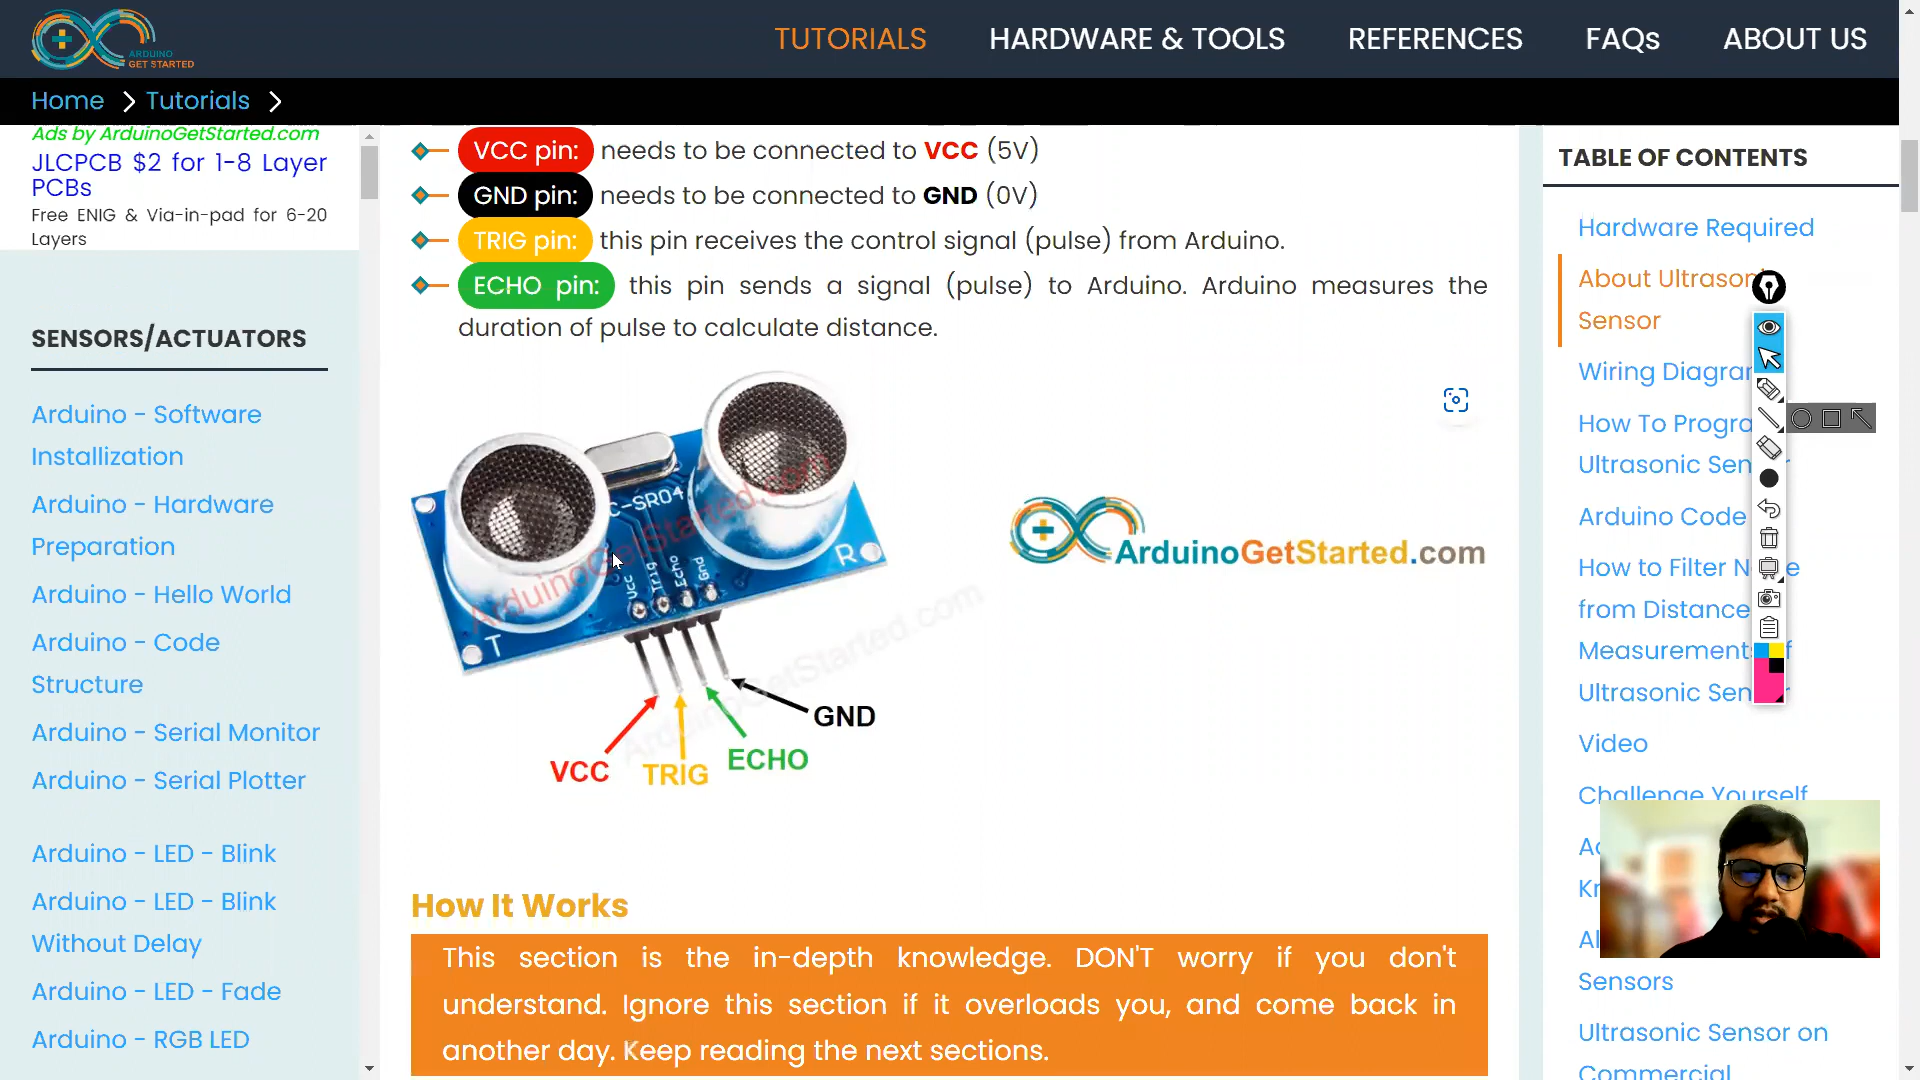 ARDUINO
GET STARTED
TUTORIALS
HARDWARE & TOOLS
REFERENCES
FAQs
ABOUT US
Home
Tutorials
Ads by ArduinoGetStarted.com
JLCPCB $2 for 1-8 Layer
PCBs
Free ENIG & Via-in-pad for 6-20
Layers
SENSORS/ACTUATORS
Arduino - Software
Installization
Arduino - Hardware
Preparation
Arduino - Hello World
Arduino - Code
Structure
Arduino - Serial Monitor
Arduino - Serial Plotter
Arduino - LED - Blink
Arduino - LED - Blink
Without Delay
Arduino - LED - Fade
Arduino - RGB LED
VCC pin: needs to be connected to VCC (5V)
GND pin: needs to be connected to GND (0V)
TRIG pin: this pin receives the control signal (pulse) from Arduino.
ECHO pin: this pin sends a signal (pulse) to Arduino. Arduino measures the
duration of pulse to calculate distance.
C-SR04
Vcc
Trig
Echo
Gnd
T
R
ArduinoGetStarted.com
ArduinoGetStarted.com
VCC
TRIG
ECHO
GND
ArduinoGetStarted.com
How It Works
This section is the in-depth knowledge. DON'T worry if you don't
understand. Ignore this section if it overloads you, and come back in
another day. Keep reading the next sections.
TABLE OF CONTENTS
Hardware Required
About Ultrason
Sensor
Wiring Diagra
How To Progra
Ultrasonic Sen
Arduino Code
How to Filter N e
from Distance
Measurements f
Ultrasonic Sen r
Video
Challenge Yourself
A
K
Al
Sensors
Ultrasonic Sensor on
Commercial